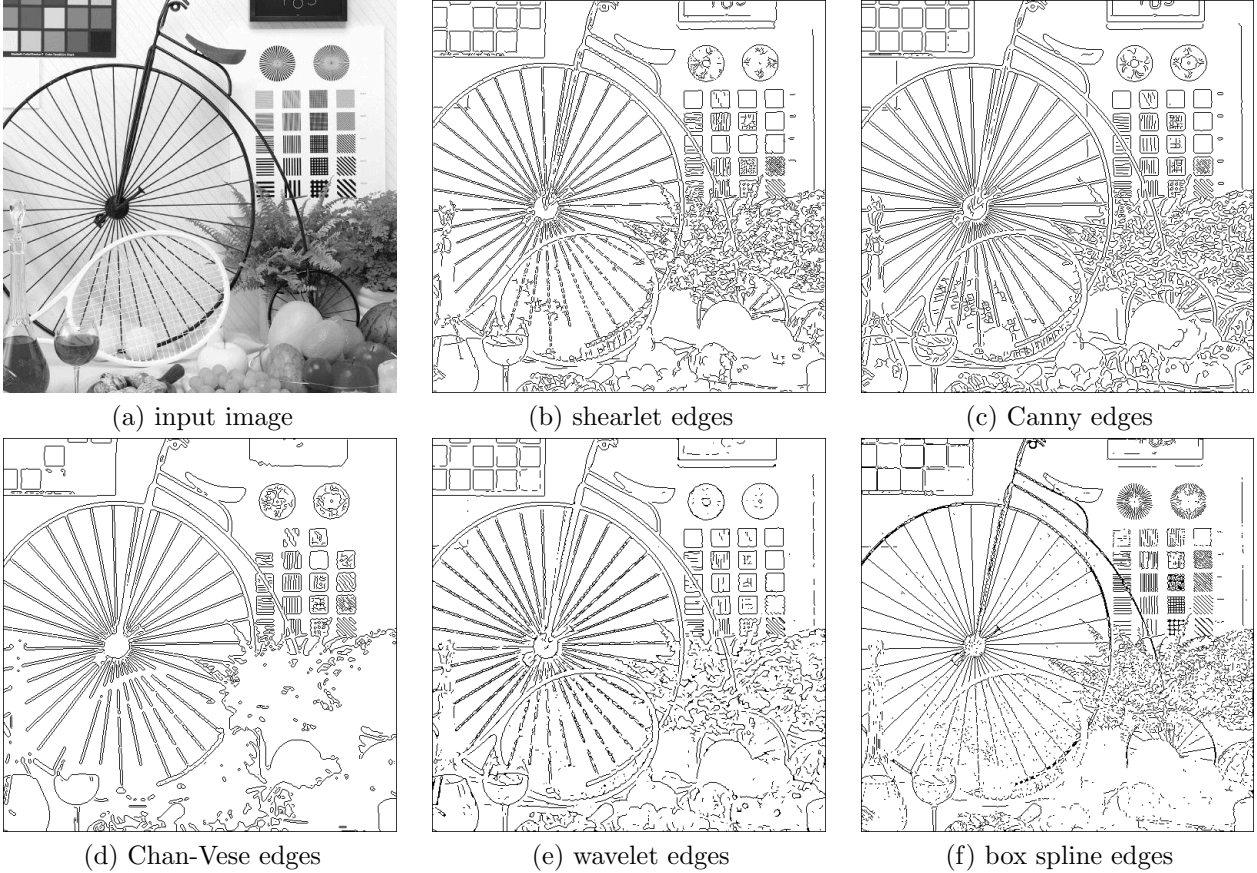 (a) input image
(b) shearlet edges
(c) Canny edges
(d) Chan-Vese edges
(e) wavelet edges
(f) box spline edges